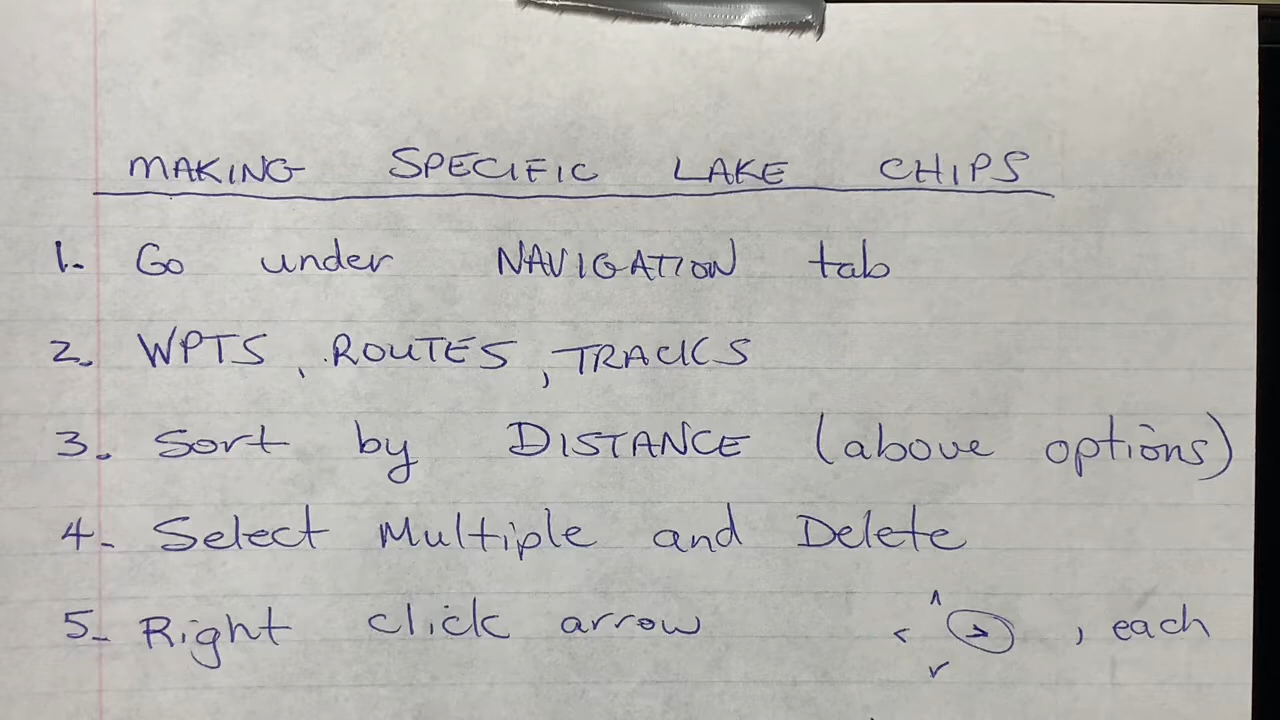 MAKING SPECIFIC LAKE CHIPS
1. Go under NAVIGATION tab
2. WPTS, ROUTES, TRACKS
3. Sort by DISTANCE (above options)
4. Select Multiple and Delete
5. Right click arrow < ^ > v , each